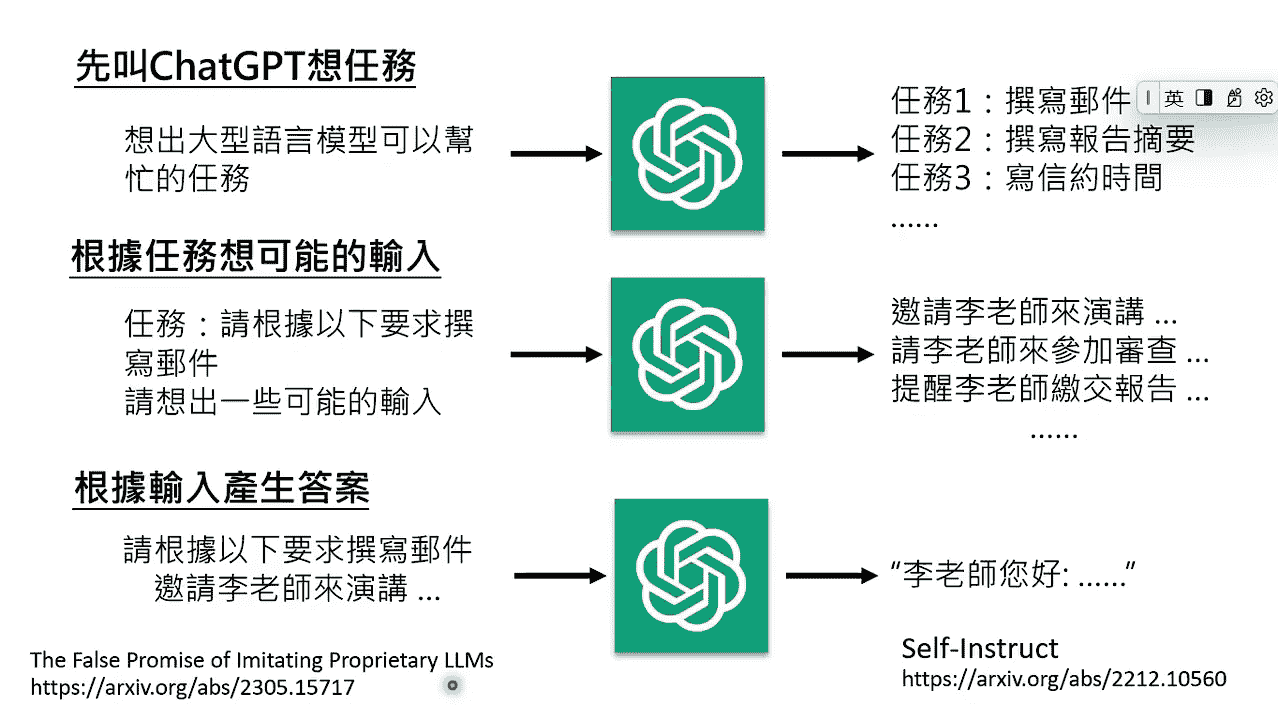 先叫ChatGPT想任務
想出大型語言模型可以幫
忙的任務
任務1：撰寫郵件
英
任務2：撰寫報告摘要
任務3：寫信約時間
......
根據任務想可能的輸入
任務：請根據以下要求撰
寫郵件
請想出一些可能的輸入
邀請李老師來演講 ...
請李老師來參加審查 ...
提醒李老師繳交報告 ...
......
根據輸入產生答案
請根據以下要求撰寫郵件
邀請李老師來演講 ...
“李老師您好: ......”
The False Promise of Imitating Proprietary LLMs
https://arxiv.org/abs/2305.15717
Self-Instruct
https://arxiv.org/abs/2212.10560